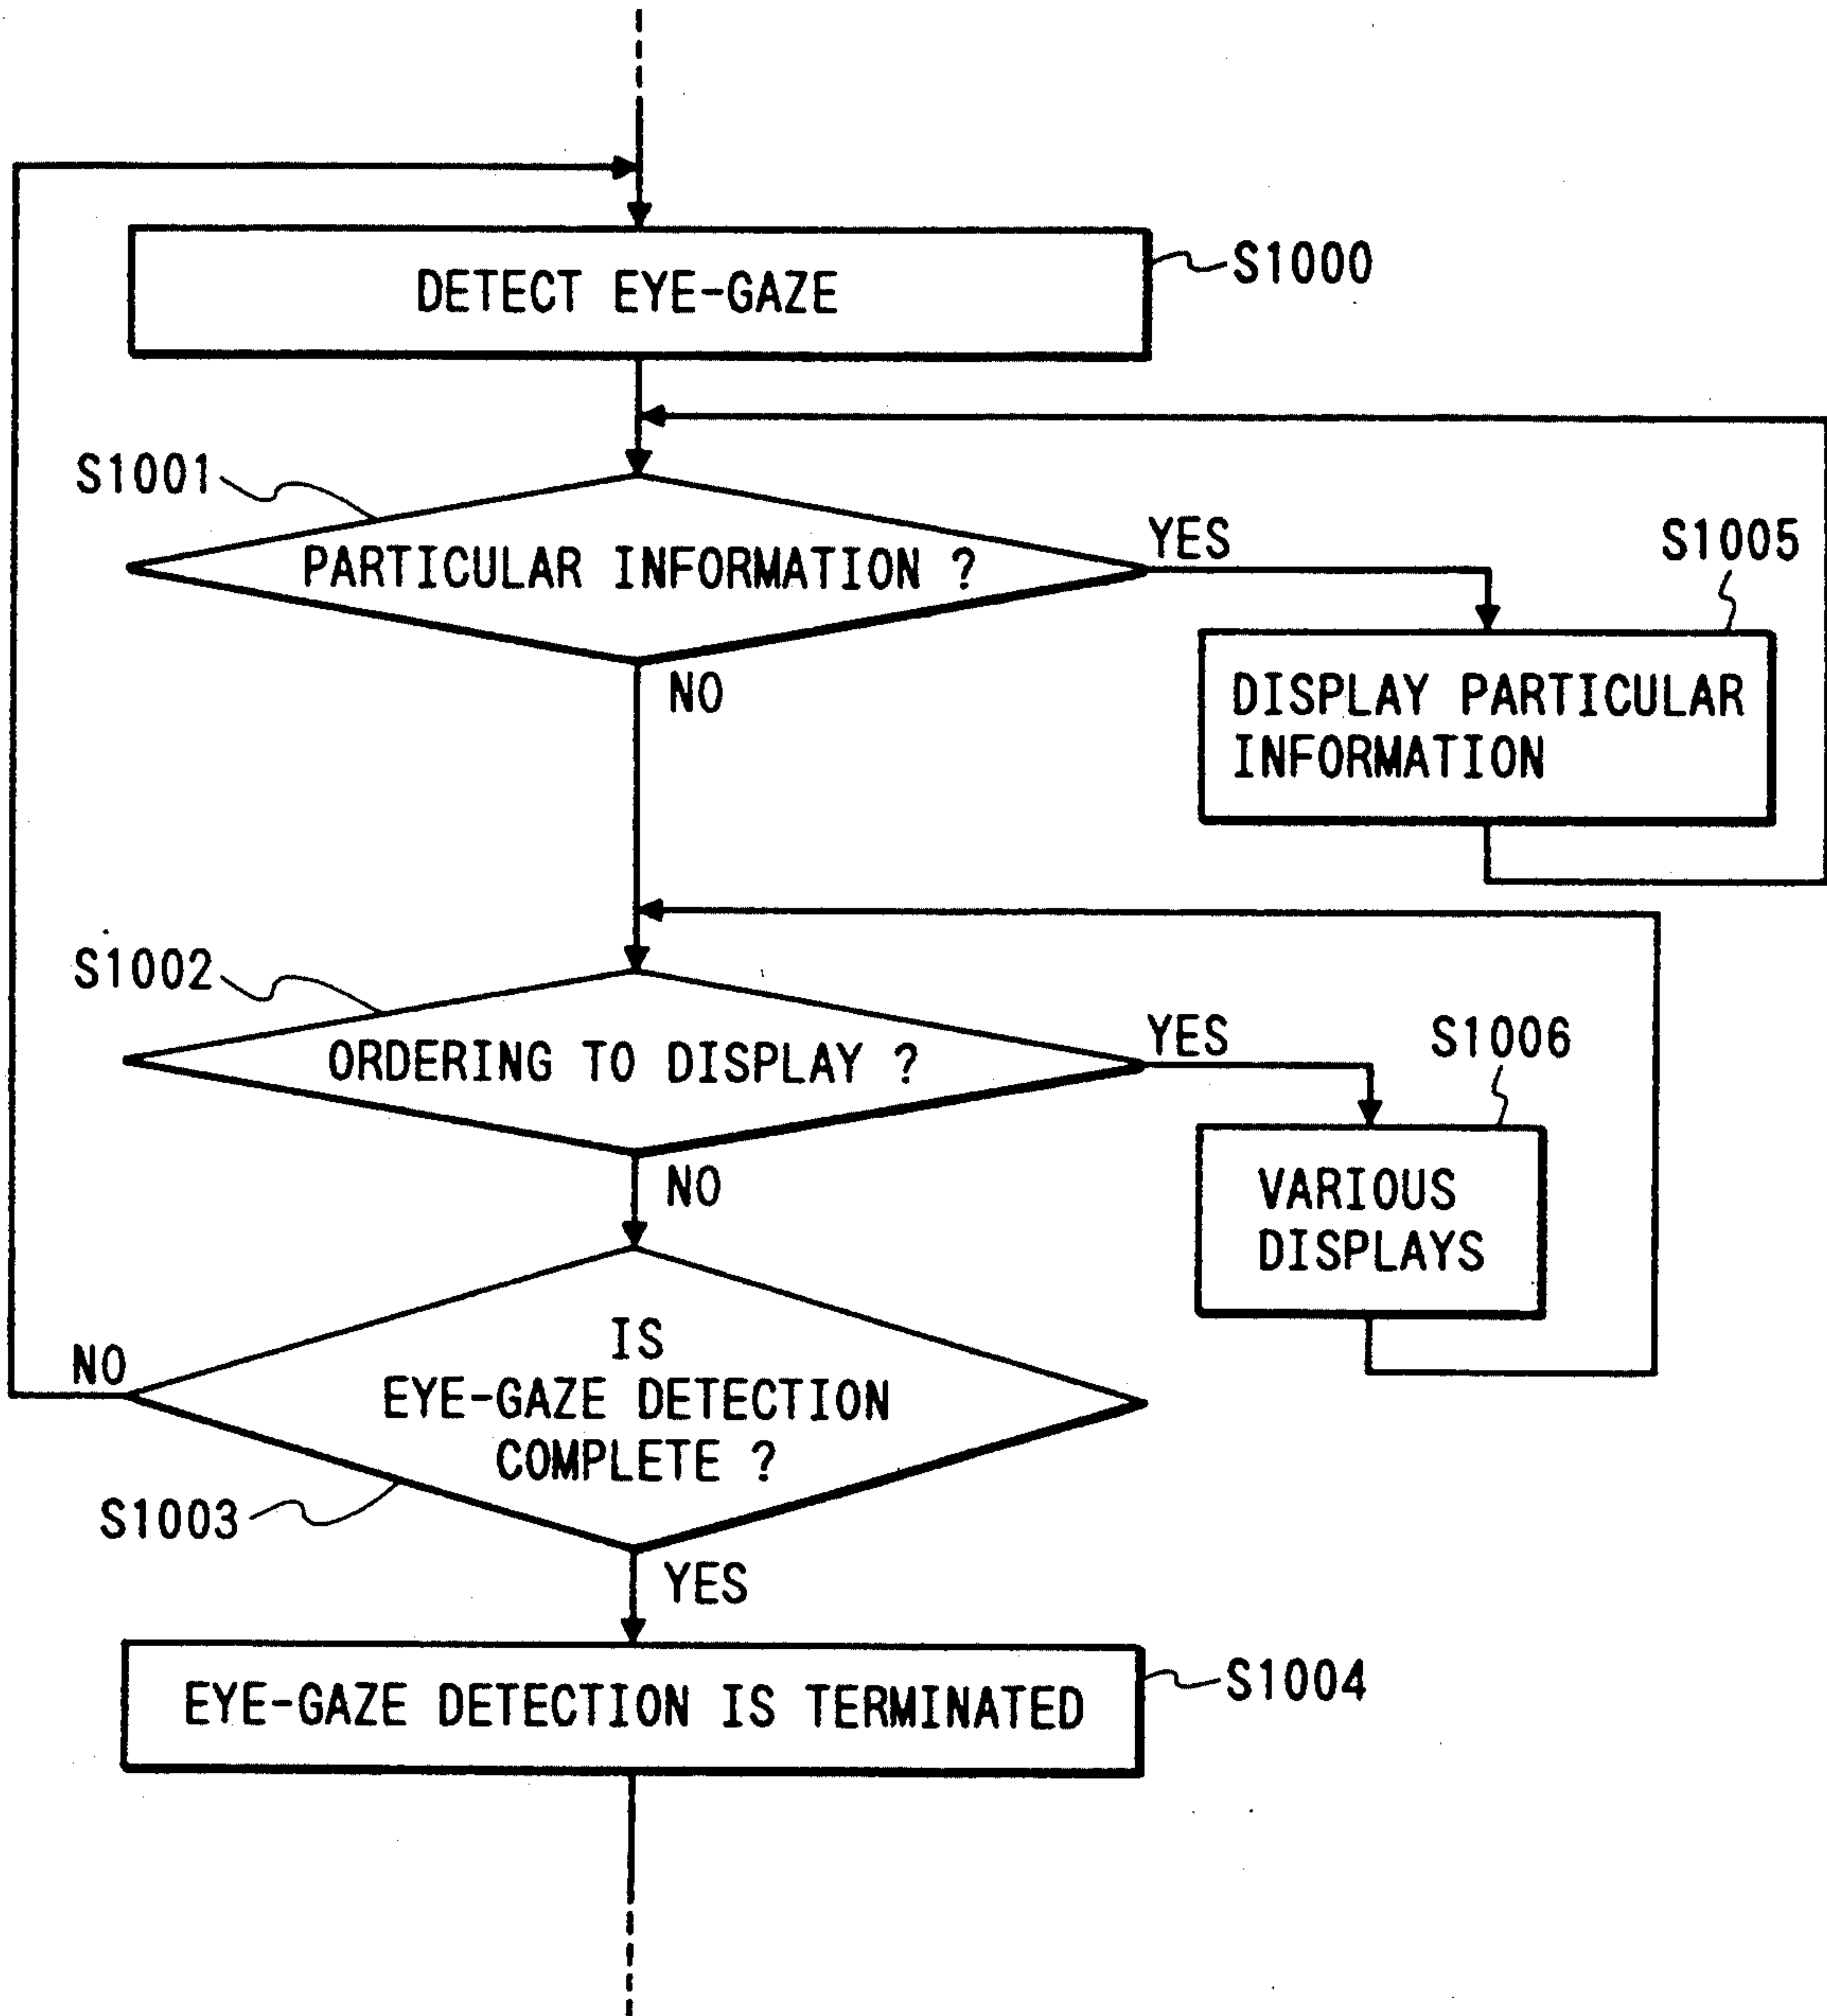 DETECT EYE-GAZE
S1000
S1001
PARTICULAR INFORMATION ?
YES
S1005
NO
DISPLAY PARTICULAR
INFORMATION
S1002
ORDERING TO DISPLAY ?
YES
S1006
NO
VARIOUS
DISPLAYS
IS
EYE-GAZE DETECTION
COMPLETE ?
NO
S1003
YES
EYE-GAZE DETECTION IS TERMINATED
S1004